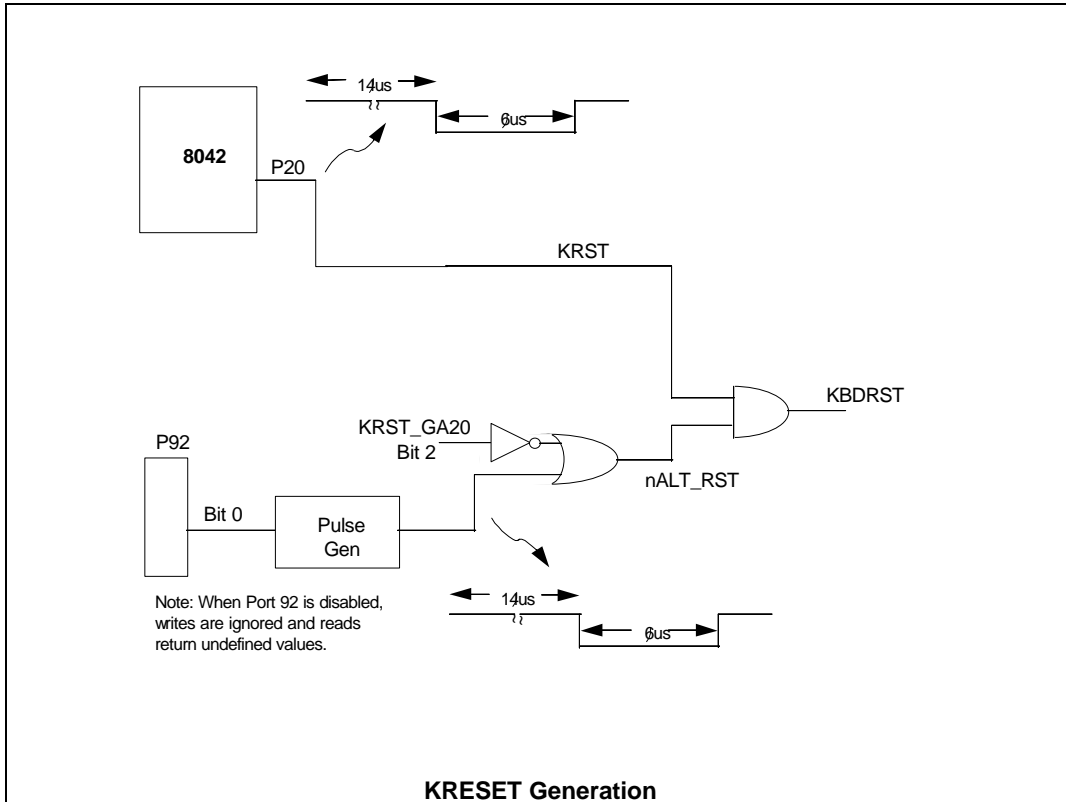 14us
6us
8042
P20
KRST
KBDRST
KRST_GA20
Bit 2
nALT_RST
P92
Bit 0
Pulse
Gen
14us
6us
Note: When Port 92 is disabled,
writes are ignored and reads
return undefined values.
KRESET Generation